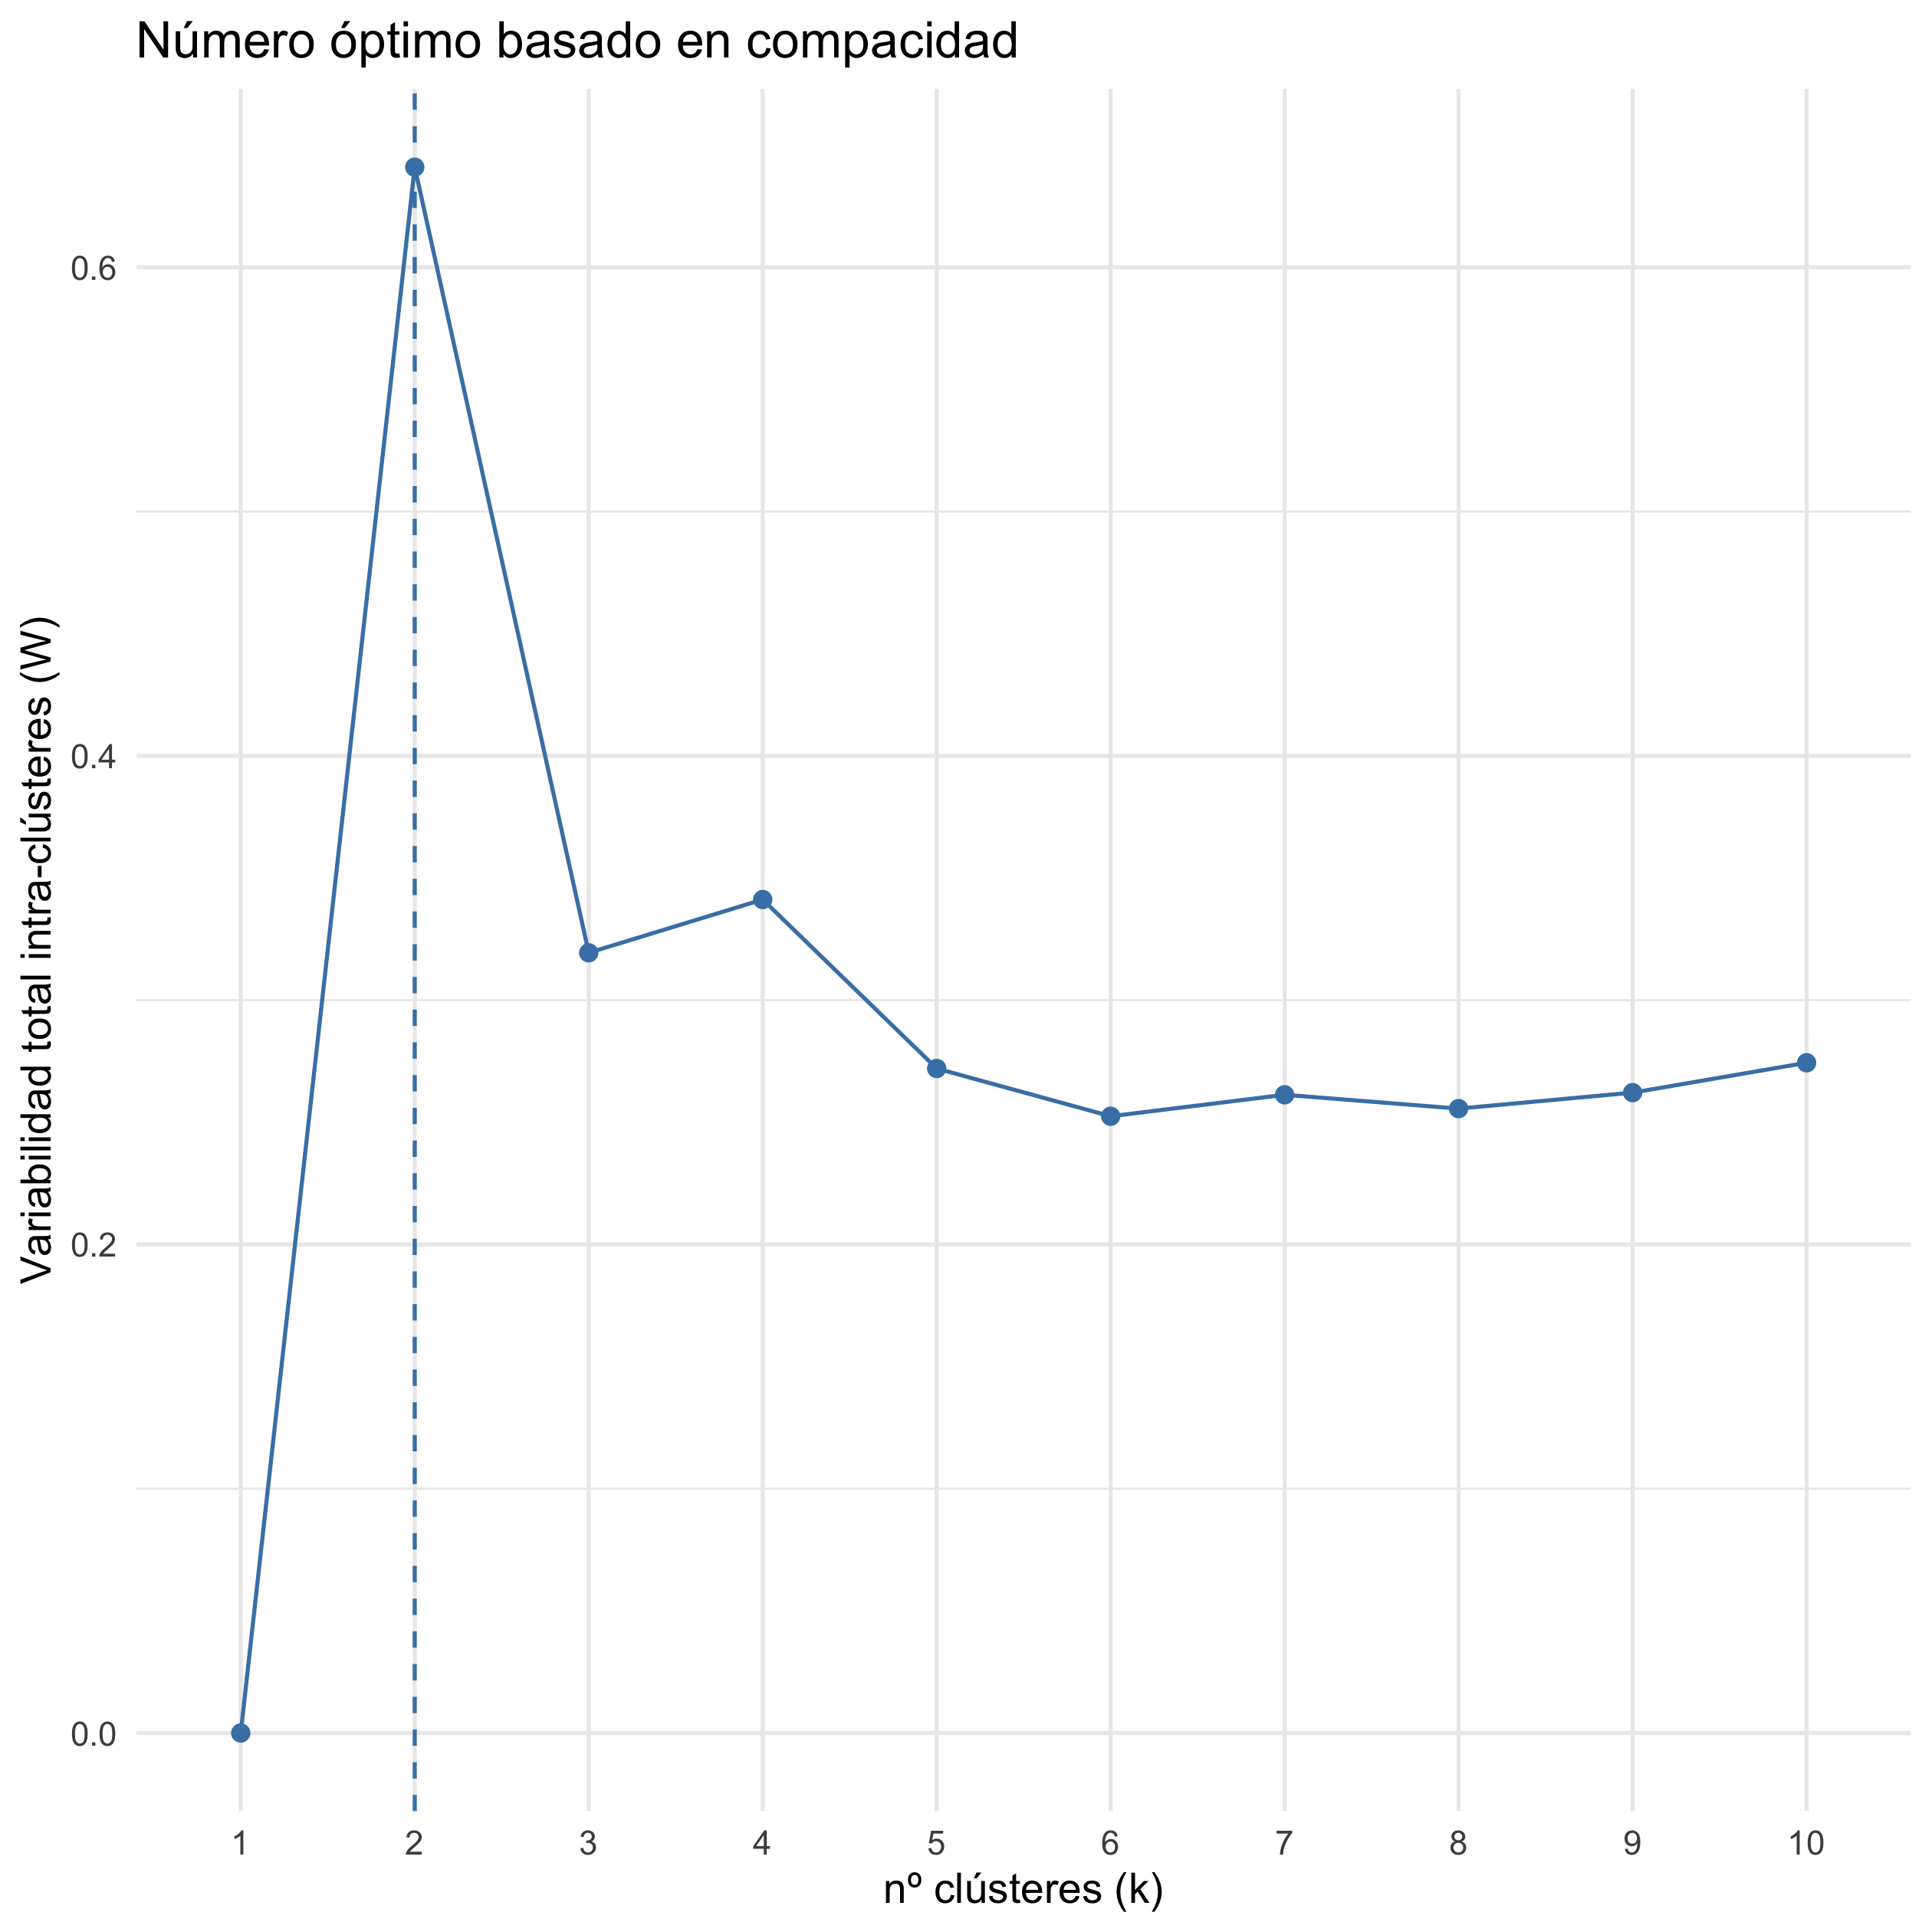 Número óptimo basado en compacidad
Variabilidad total intra-clústeres (W)
0.6
0.4
0.2
0.0
1 2 3 4 5 6 7 8 9 10
nº clústeres (k)